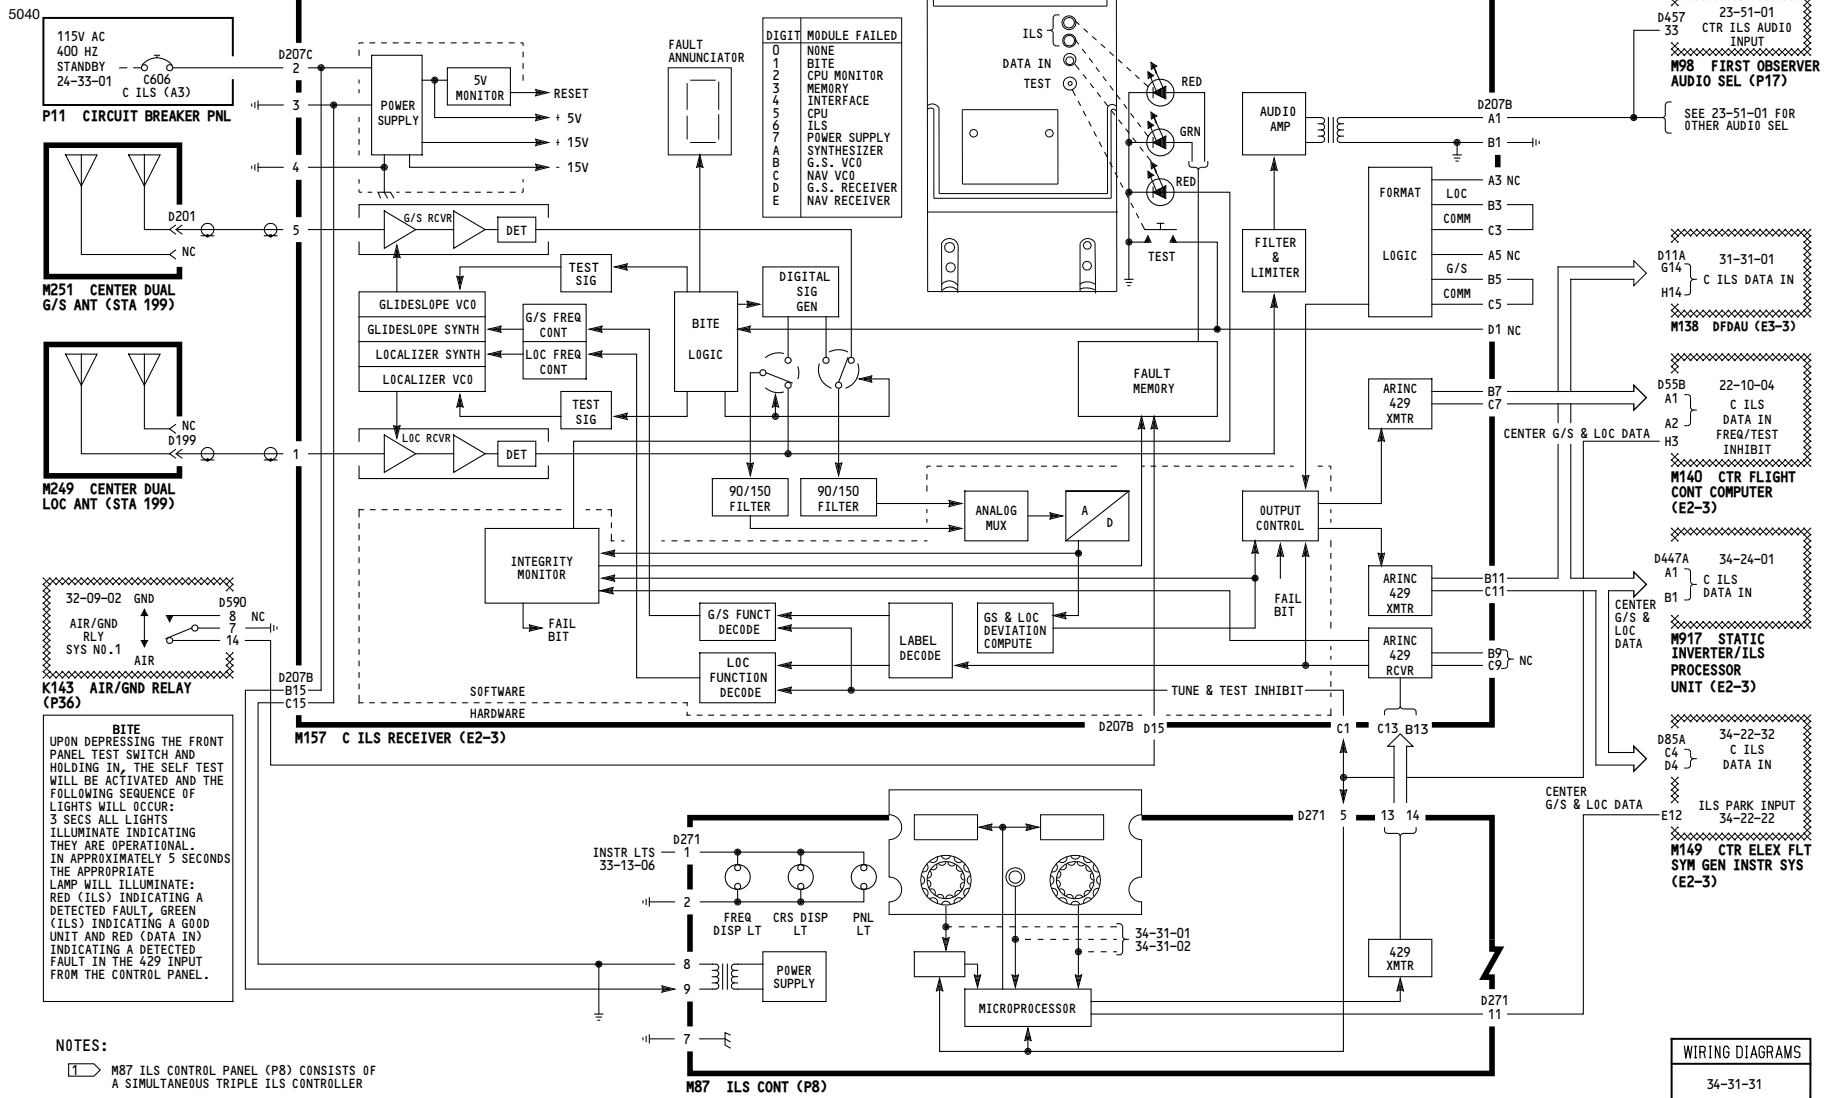 5040
115V AC
400 HZ
STANDBY
24-33-01
C606
C ILS (A3)
P11 CIRCUIT BREAKER PNL
D207C
2
3
4
POWER
SUPPLY
5V
MONITOR
RESET
+ 5V
+ 15V
- 15V
FAULT
ANNUNCIATOR
DIGIT MODULE FAILED
0 NONE
1 BITE
2 CPU MONITOR
3 MEMORY
4 INTERFACE
5 CPU
6 ILS
7 POWER SUPPLY
A SYNTHESIZER
B G.S. VCO
C NAV VCO
D G.S. RECEIVER
E NAV RECEIVER
ILS
DATA IN
TEST
RED
GRN
RED
TEST
AUDIO
AMP
FILTER
&
LIMITER
D207B
A1
B1
FORMAT
LOGIC
A3 NC
LOC
B3
COMM
C3
A5 NC
G/S
B5
COMM
C5
D1 NC
D457
33
23-51-01
CTR ILS AUDIO
INPUT
M98 FIRST OBSERVER
AUDIO SEL (P17)
SEE 23-51-01 FOR
OTHER AUDIO SEL
D201
NC
5
M251 CENTER DUAL
G/S ANT (STA 199)
NC
D199
1
M249 CENTER DUAL
LOC ANT (STA 199)
G/S RCVR
DET
TEST
SIG
GLIDESLOPE VCO
GLIDESLOPE SYNTH
LOCALIZER SYNTH
LOCALIZER VCO
G/S FREQ
CONT
LOC FREQ
CONT
TEST
SIG
LOC RCVR
DET
BITE
LOGIC
DIGITAL
SIG
GEN
FAULT
MEMORY
90/150
FILTER
90/150
FILTER
ANALOG
MUX
A
D
OUTPUT
CONTROL
ARINC
429
XMTR
B7
C7
ARINC
429
XMTR
B11
C11
ARINC
429
RCVR
B9
C9
NC
FAIL
BIT
INTEGRITY
MONITOR
FAIL
BIT
G/S FUNCT
DECODE
LOC
FUNCTION
DECODE
LABEL
DECODE
GS & LOC
DEVIATION
COMPUTE
TUNE & TEST INHIBIT
SOFTWARE
HARDWARE
M157 C ILS RECEIVER (E2-3)
D207B D15
C1
C13 B13
D11A
G14
H14
31-31-01
C ILS DATA IN
M138 DFDAU (E3-3)
D55B
A1
A2
H3
22-10-04
C ILS
DATA IN
FREQ/TEST
INHIBIT
CENTER G/S & LOC DATA
M140 CTR FLIGHT
CONT COMPUTER
(E2-3)
D447A
A1
B1
34-24-01
C ILS
DATA IN
CENTER
G/S &
LOC
DATA
M917 STATIC
INVERTER/ILS
PROCESSOR
UNIT (E2-3)
D85A
C4
D4
34-22-32
C ILS
DATA IN
CENTER
G/S & LOC DATA
E12
ILS PARK INPUT
34-22-22
M149 CTR ELEX FLT
SYM GEN INSTR SYS
(E2-3)
32-09-02
GND
AIR/GND
RLY
SYS NO.1
AIR
D590
8
7
14
NC
K143 AIR/GND RELAY
(P36)
D207B
B15
C15
BITE
UPON DEPRESSING THE FRONT
PANEL TEST SWITCH AND
HOLDING IN, THE SELF TEST
WILL BE ACTIVATED AND THE
FOLLOWING SEQUENCE OF
LIGHTS WILL OCCUR:
3 SECS ALL LIGHTS
ILLUMINATE INDICATING
THEY ARE OPERATIONAL.
IN APPROXIMATELY 5 SECONDS
THE APPROPRIATE
LAMP WILL ILLUMINATE:
RED (ILS) INDICATING A
DETECTED FAULT, GREEN
(ILS) INDICATING A GOOD
UNIT AND RED (DATA IN)
INDICATING A DETECTED
FAULT IN THE 429 INPUT
FROM THE CONTROL PANEL.
D271
1
INSTR LTS
33-13-06
2
FREQ
DISP LT
CRS DISP
LT
PNL
LT
8
9
7
POWER
SUPPLY
34-31-01
34-31-02
MICROPROCESSOR
429
XMTR
D271 5 13 14
D271
11
M87 ILS CONT (P8)
NOTES:
1 M87 ILS CONTROL PANEL (P8) CONSISTS OF
A SIMULTANEOUS TRIPLE ILS CONTROLLER
WIRING DIAGRAMS
34-31-31